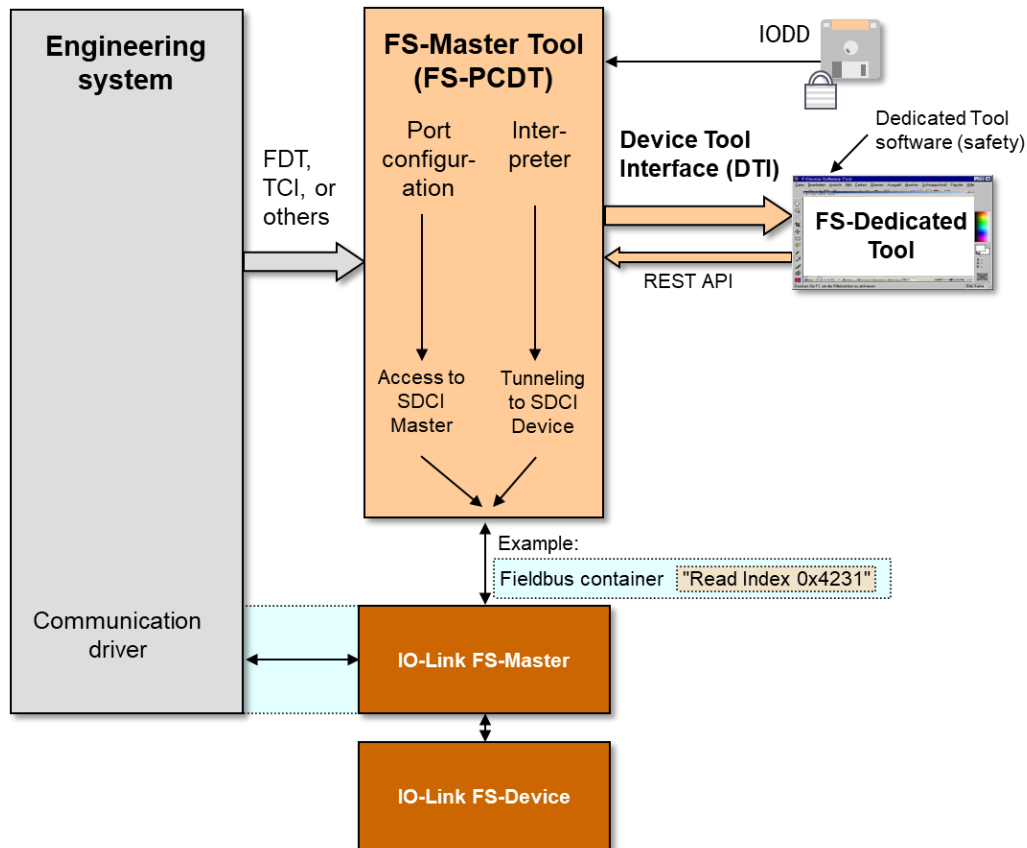 Engineering
system
FS-Master Tool
(FS-PCDT)
IODD
Dedicated Tool
software (safety)
Port
configur-
ation
Inter-
preter
Device Tool
Interface (DTI)
FDT,
TCI, or
others
FS-Dedicated
Tool
REST API
Access to
SDCI
Master
Tunneling
to SDCI
Device
Example:
Fieldbus container "Read Index 0x4231"
Communication
driver
IO-Link FS-Master
IO-Link FS-Device